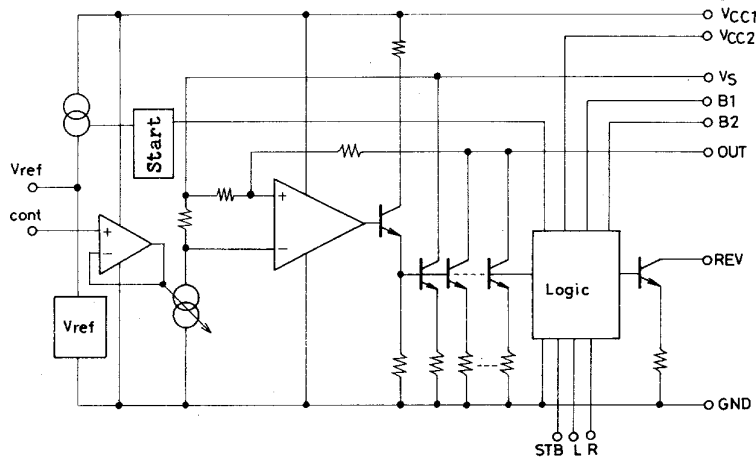 VCC1
VCC2
VS
B1
B2
Start
OUT
Vref
cont
+
−
+
−
REV
Logic
Vref
GND
STB L R